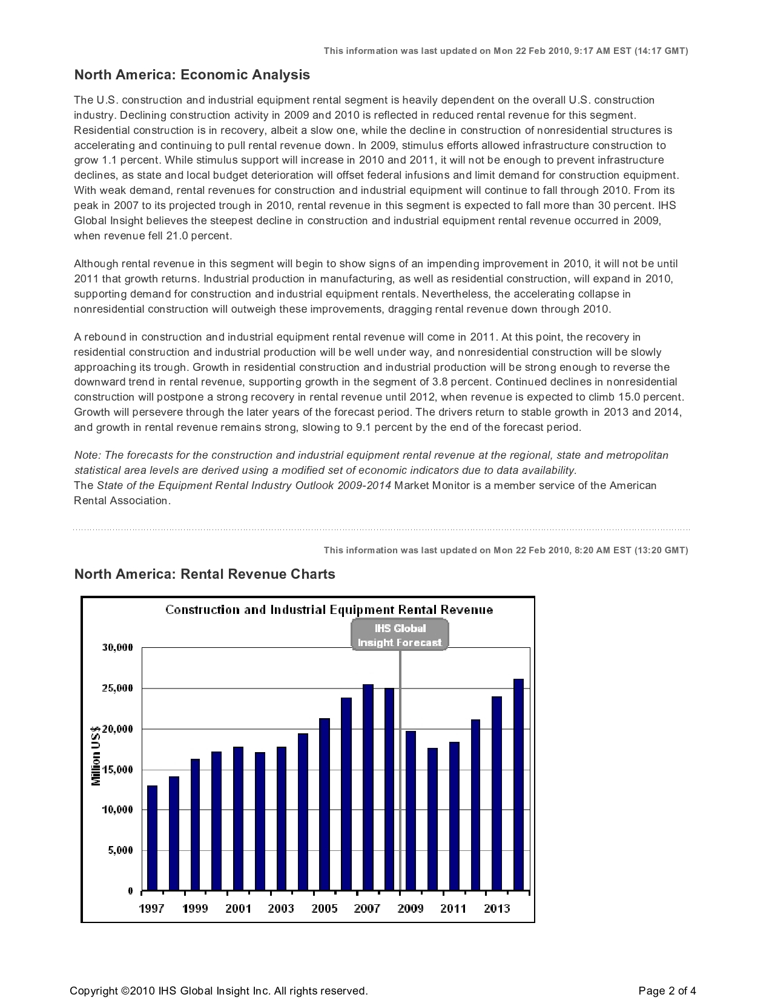 This information was last updated on Mon 22 Feb 2010, 9:17 AM EST (14:17 GMT)
North America: Economic Analysis
The U.S. construction and industrial equipment rental segment is heavily dependent on the overall U.S. construction
industry. Declining construction activity in 2009 and 2010 is reflected in reduced rental revenue for this segment.
Residential construction is in recovery, albeit a slow one, while the decline in construction of nonresidential structures is
accelerating and continuing to pull rental revenue down. In 2009, stimulus efforts allowed infrastructure construction to
grow 1.1 percent. While stimulus support will increase in 2010 and 2011, it will not be enough to prevent infrastructure
declines, as state and local budget deterioration will offset federal infusions and limit demand for construction equipment.
With weak demand, rental revenues for construction and industrial equipment will continue to fall through 2010. From its
peak in 2007 to its projected trough in 2010, rental revenue in this segment is expected to fall more than 30 percent. IHS
Global Insight believes the steepest decline in construction and industrial equipment rental revenue occurred in 2009,
when revenue fell 21.0 percent.
Although rental revenue in this segment will begin to show signs of an impending improvement in 2010, it will not be until
2011 that growth returns. Industrial production in manufacturing, as well as residential construction, will expand in 2010,
supporting demand for construction and industrial equipment rentals. Nevertheless, the accelerating collapse in
nonresidential construction will outweigh these improvements, dragging rental revenue down through 2010.
A rebound in construction and industrial equipment rental revenue will come in 2011. At this point, the recovery in
residential construction and industrial production will be well under way, and nonresidential construction will be slowly
approaching its trough. Growth in residential construction and industrial production will be strong enough to reverse the
downward trend in rental revenue, supporting growth in the segment of 3.8 percent. Continued declines in nonresidential
construction will postpone a strong recovery in rental revenue until 2012, when revenue is expected to climb 15.0 percent.
Growth will persevere through the later years of the forecast period. The drivers return to stable growth in 2013 and 2014,
and growth in rental revenue remains strong, slowing to 9.1 percent by the end of the forecast period.
Note: The forecasts for the construction and industrial equipment rental revenue at the regional, state and metropolitan
statistical area levels are derived using a modified set of economic indicators due to data availability.
The State of the Equipment Rental Industry Outlook 2009-2014 Market Monitor is a member service of the American
Rental Association.
This information was last updated on Mon 22 Feb 2010, 8:20 AM EST (13:20 GMT)
North America: Rental Revenue Charts
Construction and Industrial Equipment Rental Revenue
IHS Global
Insight Forecast
30,000
25,000
20,000
15,000
10,000
5,000
0
Million US$
1997 1999 2001 2003 2005 2007 2009 2011 2013
Copyright ©2010 IHS Global Insight Inc. All rights reserved.
Page 2 of 4